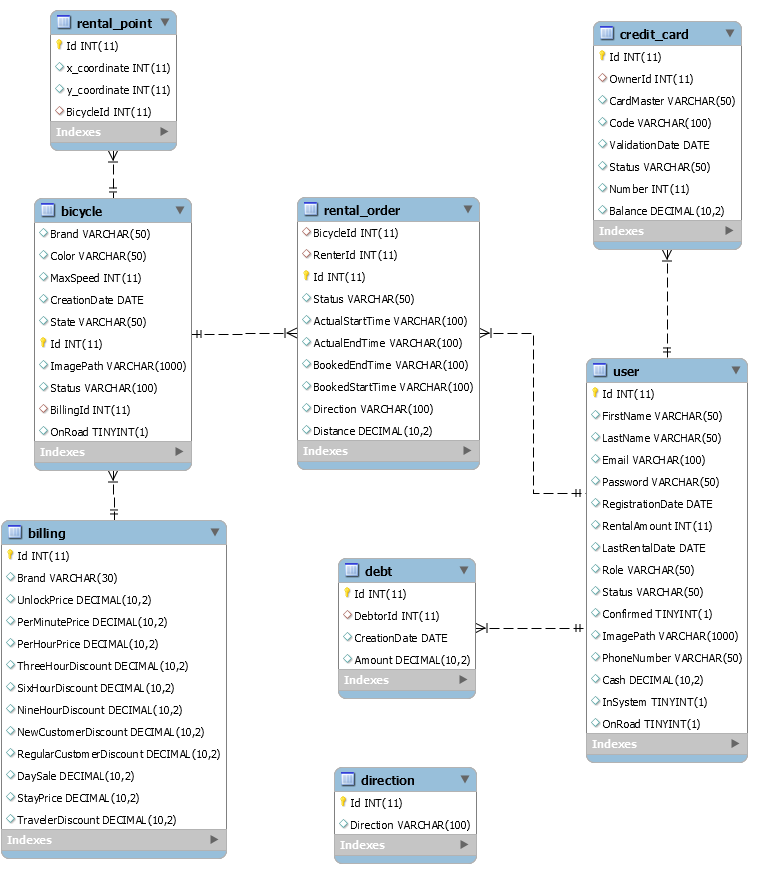 rental_point
Id INT(11)
x_coordinate INT(11)
y_coordinate INT(11)
BicycleId INT(11)
Indexes
bicycle
Brand VARCHAR(50)
Color VARCHAR(50)
MaxSpeed INT(11)
CreationDate DATE
State VARCHAR(50)
Id INT(11)
ImagePath VARCHAR(1000)
Status VARCHAR(100)
BillingId INT(11)
OnRoad TINYINT(1)
Indexes
billing
Id INT(11)
Brand VARCHAR(30)
UnlockPrice DECIMAL(10,2)
PerMinutePrice DECIMAL(10,2)
PerHourPrice DECIMAL(10,2)
ThreeHourDiscount DECIMAL(10,2)
SixHourDiscount DECIMAL(10,2)
NineHourDiscount DECIMAL(10,2)
NewCustomerDiscount DECIMAL(10,2)
RegularCustomerDiscount DECIMAL(10,2)
DaySale DECIMAL(10,2)
StayPrice DECIMAL(10,2)
TravelerDiscount DECIMAL(10,2)
Indexes
rental_order
BicycleId INT(11)
RenterId INT(11)
Id INT(11)
Status VARCHAR(50)
ActualStartTime VARCHAR(100)
ActualEndTime VARCHAR(100)
BookedEndTime VARCHAR(100)
BookedStartTime VARCHAR(100)
Direction VARCHAR(100)
Distance DECIMAL(10,2)
Indexes
debt
Id INT(11)
DebtorId INT(11)
CreationDate DATE
Amount DECIMAL(10,2)
Indexes
direction
Id INT(11)
Direction VARCHAR(100)
Indexes
credit_card
Id INT(11)
OwnerId INT(11)
CardMaster VARCHAR(50)
Code VARCHAR(100)
ValidationDate DATE
Status VARCHAR(50)
Number INT(11)
Balance DECIMAL(10,2)
Indexes
user
Id INT(11)
FirstName VARCHAR(50)
LastName VARCHAR(50)
Email VARCHAR(100)
Password VARCHAR(50)
RegistrationDate DATE
RentalAmount INT(11)
LastRentalDate DATE
Role VARCHAR(50)
Status VARCHAR(50)
Confirmed TINYINT(1)
ImagePath VARCHAR(1000)
PhoneNumber VARCHAR(50)
Cash DECIMAL(10,2)
InSystem TINYINT(1)
OnRoad TINYINT(1)
Indexes